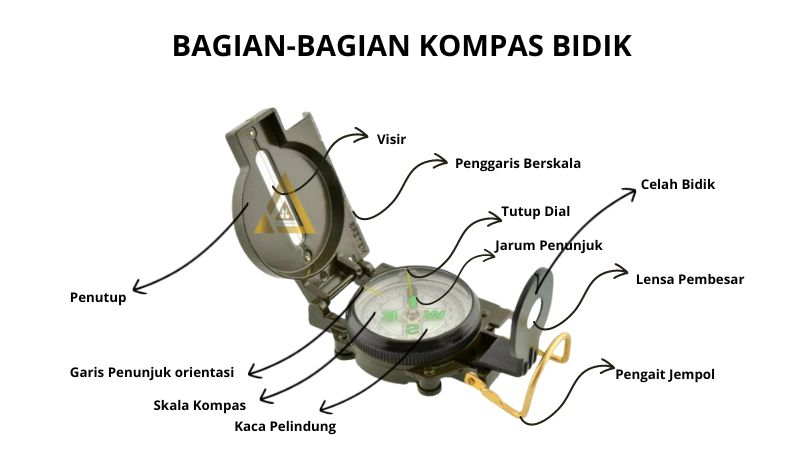 BAGIAN-BAGIAN KOMPAS BIDIK
Visir
Penggaris Berskala
Celah Bidik
Tutup Dial
Jarum Penunjuk
Lensa Pembesar
Penutup
Garis Penunjuk orientasi
Pengait Jempol
Skala Kompas
Kaca Pelindung
E
W
S